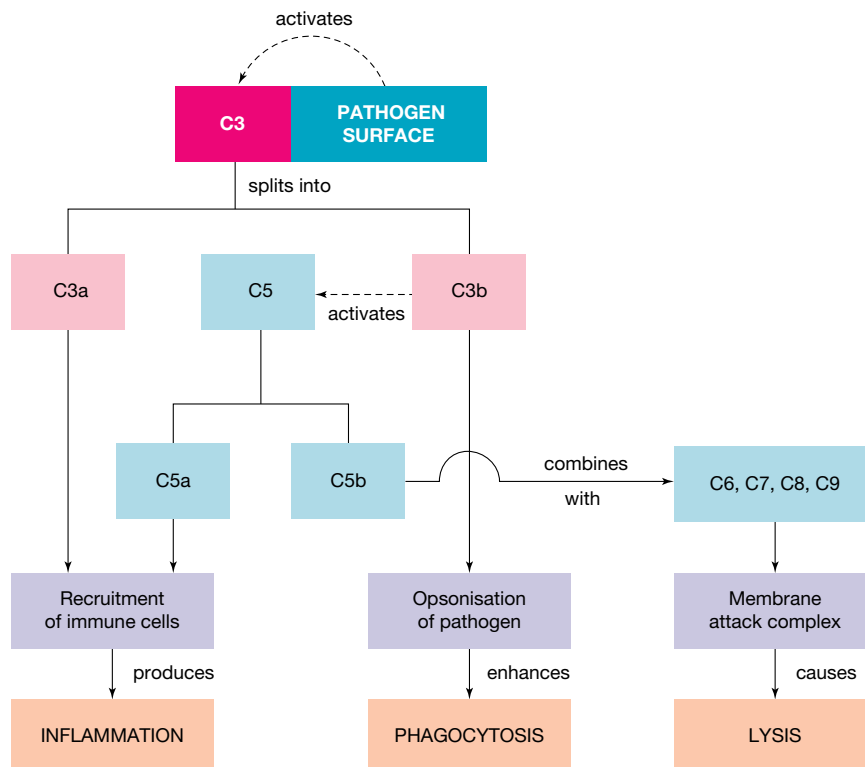 activates
C3
PATHOGEN
SURFACE
splits into
C3a
C5
C3b
activates
C5a
C5b
combines
with
C6, C7, C8, C9
Recruitment
of immune cells
Opsonisation
of pathogen
Membrane
attack complex
produces
enhances
causes
INFLAMMATION
PHAGOCYTOSIS
LYSIS